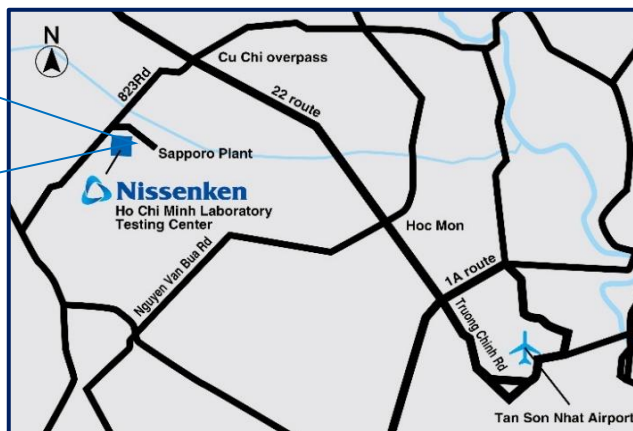 N
Cu Chi overpass
823Rd
22 route
Sapporo Plant
Nissenken
Ho Chi Minh Laboratory
Testing Center
Hoc Mon
Nguyen Van Bua Rd
1A route
Truong Chinh Rd
Tan Son Nhat Airport